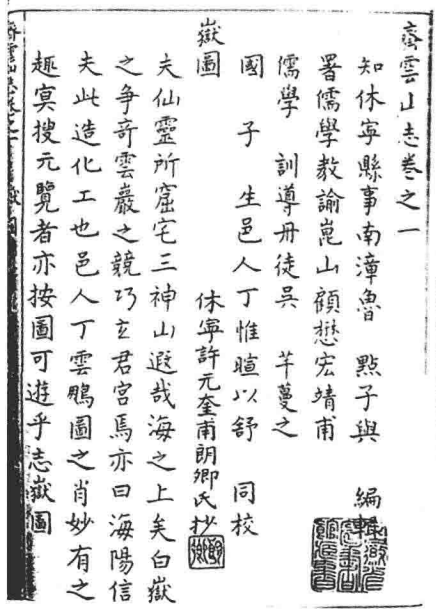 齋雲山志卷之一
知休寧縣事南漳魯 點子與 編輯
署儒學教諭崑山顧懋宏靖甫
儒學 訓導丹徒吳 芊蔓之
國子生邑人丁惟暄以舒 同校
休寧許元奎甫朗卿氏抄
嶽圖
夫仙靈所窟宅三神山遐哉海之上矣白嶽
之争奇雲巖之競巧玄君宮焉亦曰海陽信
夫此造化工也邑人丁雲鵬圖之肖妙有之
趣寞搜元覽者亦按圖可遊乎志嶽圖